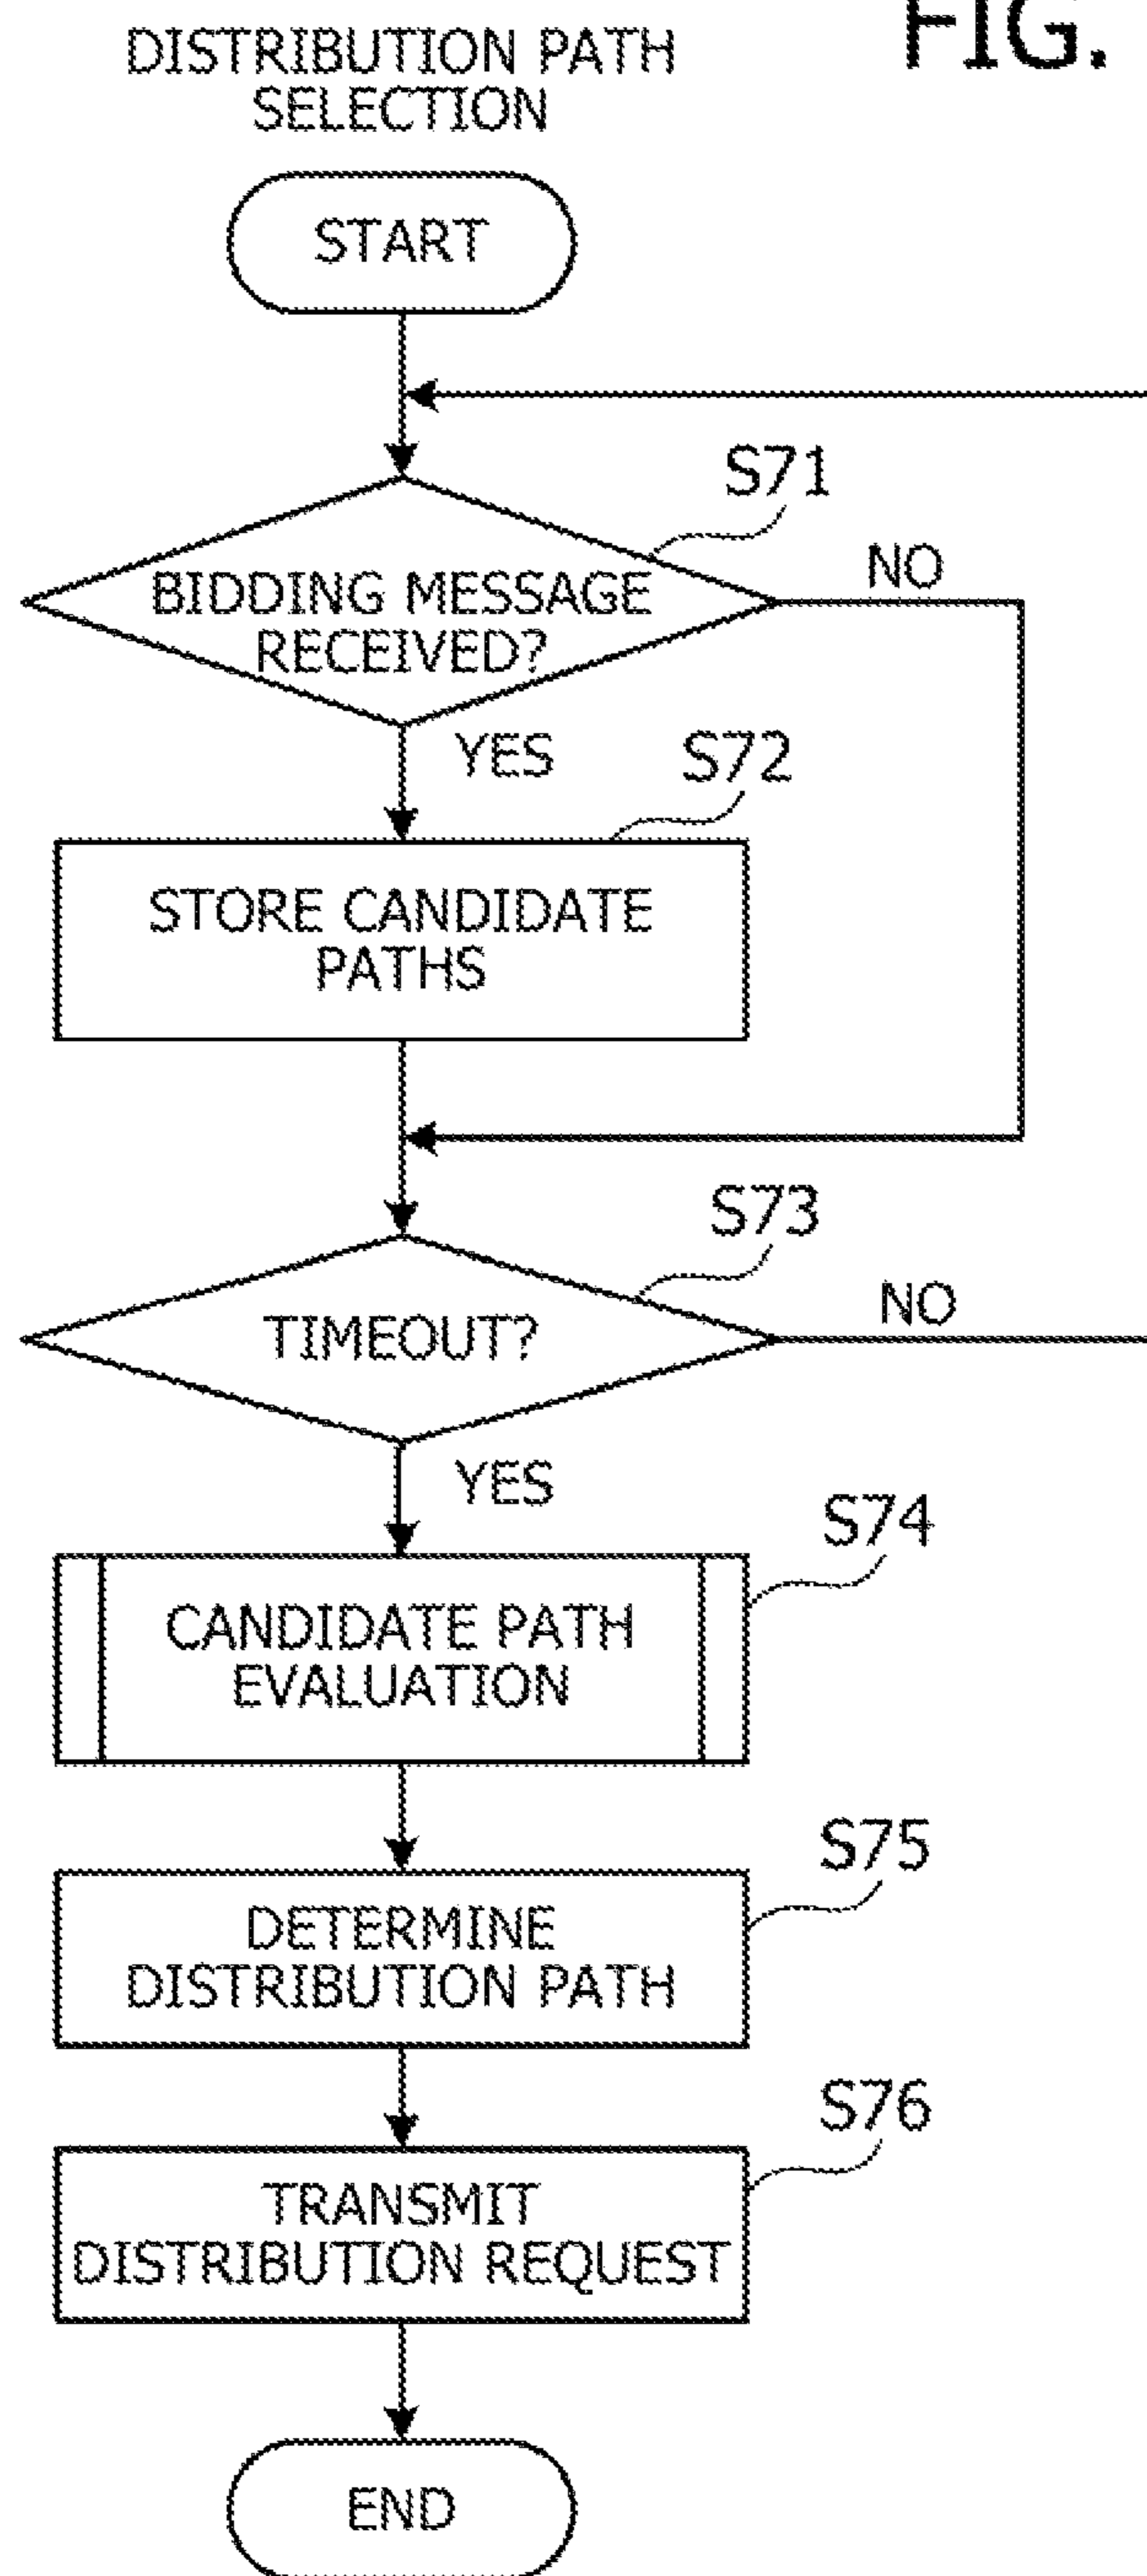 FIG.
DISTRIBUTION PATH
SELECTION
START
S71
BIDDING MESSAGE
RECEIVED?
NO
YES
S72
STORE CANDIDATE
PATHS
S73
TIMEOUT?
NO
YES
S74
CANDIDATE PATH
EVALUATION
S75
DETERMINE
DISTRIBUTION PATH
S76
TRANSMIT
DISTRIBUTION REQUEST
END